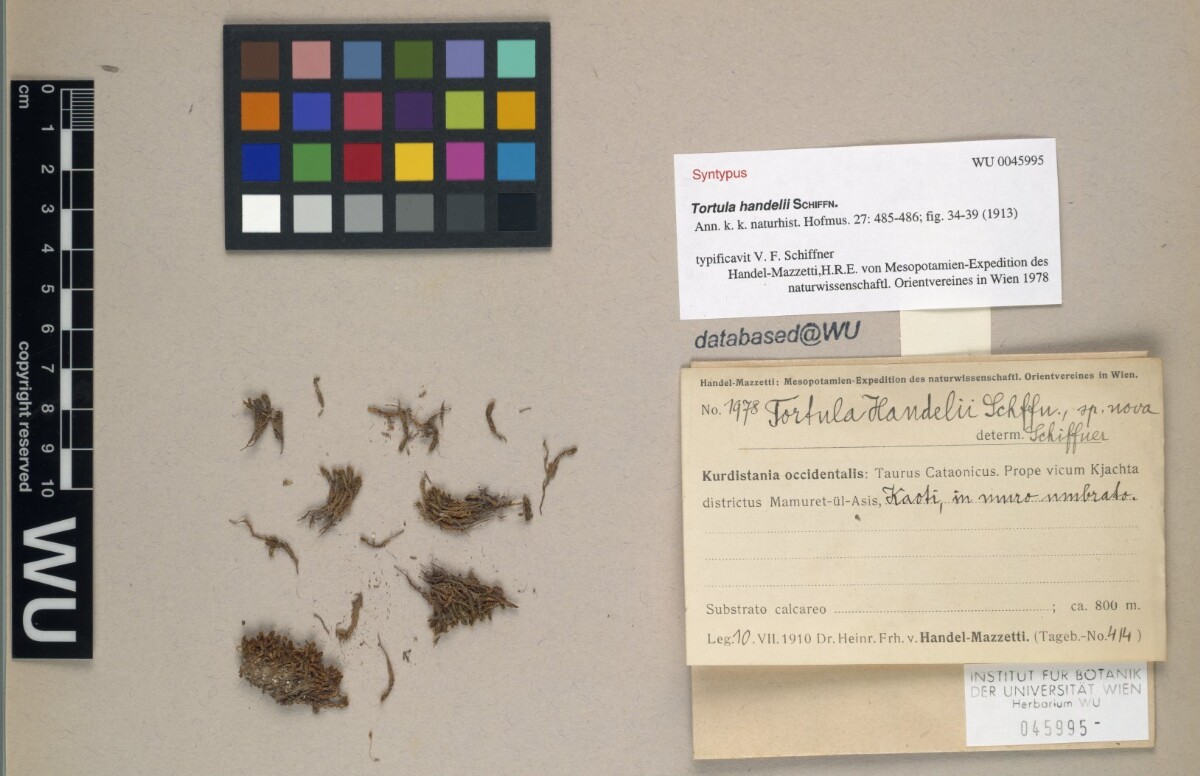 cm
0
1
2
3
4
5
6
7
8
9
10
copyright reserved
WU
WU 0045995
Syntypus
Tortula handelii SCHIFFN.
Ann. k. k. naturhist. Hofmus. 27: 485-486; fig. 34-39 (1913)
typificavit V. F. Schiffner
Handel-Mazzetti,H.R.E. von Mesopotamien-Expedition des
naturwissenschaftl. Orientvereines in Wien 1978
databased@WU
Handel-Mazzetti: Mesopotamien-Expedition des naturwissenschaftl. Orientvereines in Wien.
No. 1978 Tortula Handelii Schffn., sp. nova
determ. Schiffner
Kurdistania occidentalis: Taurus Cataonicus. Prope vicum Kjachta
districtus Mamuret-ül-Asis, Kaoti, in muro umbrato.
Substrato calcareo ; ca. 800 m.
Leg. 10. VII. 1910 Dr. Heinr. Frh. v. Handel-Mazzetti. (Tageb.-No. 414)
INSTITUT FÜR BOTANIK
DER UNIVERSITÄT WIEN
Herbarium WU
045995-